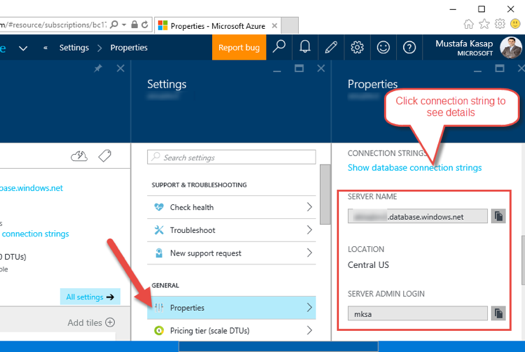 m/#resource/subscriptions/bc1
Properties - Microsoft Azure
Settings
Properties
Report bug
Mustafa Kasap
MICROSOFT
Settings
Properties
Click connection string to
see details
Search settings
CONNECTION STRINGS
Show database connection strings
SUPPORT & TROUBLESHOOTING
abase.windows.net
Check health
SERVER NAME
.database.windows.net
Troubleshoot
connection strings
New support request
LOCATION
Central US
0 DTUs)
GENERAL
All settings
Properties
SERVER ADMIN LOGIN
mksa
Add tiles
Pricing tier (scale DTUs)